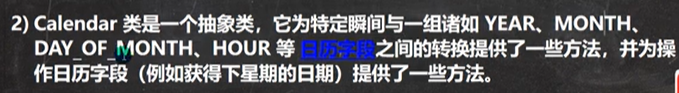 2) Calendar 类是一个抽象类，它为特定瞬间与一组诸如 YEAR、MONTH、
DAY_OF_MONTH、HOUR 等 日历字段之间的转换提供了一些方法，并为操
作日历字段（例如获得下星期的日期）提供了一些方法。